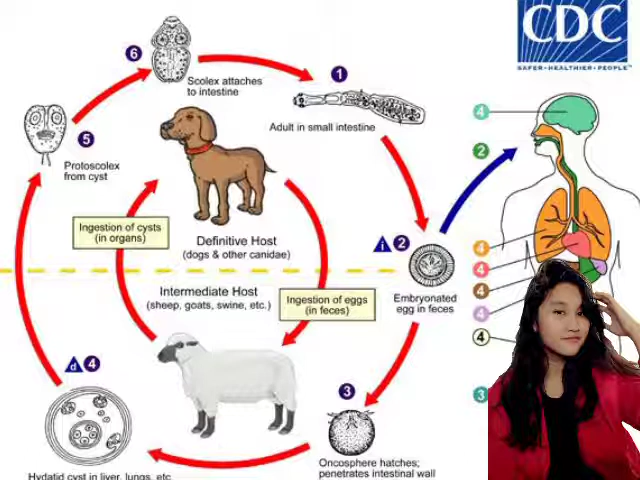 CDC
SAFER·HEALTHIER·PEOPLE™
6
Scolex attaches
to intestine
1
Adult in small intestine
4
5
Protoscolex
from cyst
2
Ingestion of cysts
(in organs)
Definitive Host
(dogs & other canidae)
i 2
4
4
Intermediate Host
(sheep, goats, swine, etc.)
Ingestion of eggs
(in feces)
Embryonated
egg in feces
4
4
4
d 4
3
3
Oncosphere hatches;
penetrates intestinal wall
Hydatid cyst in liver, lungs, etc